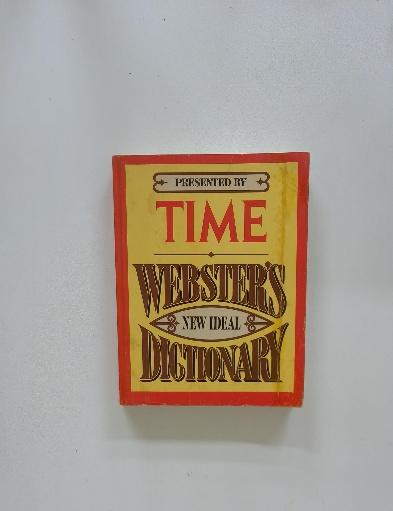 PRESENTED BY
TIME
WEBSTER'S
NEW IDEAL
DICTIONARY